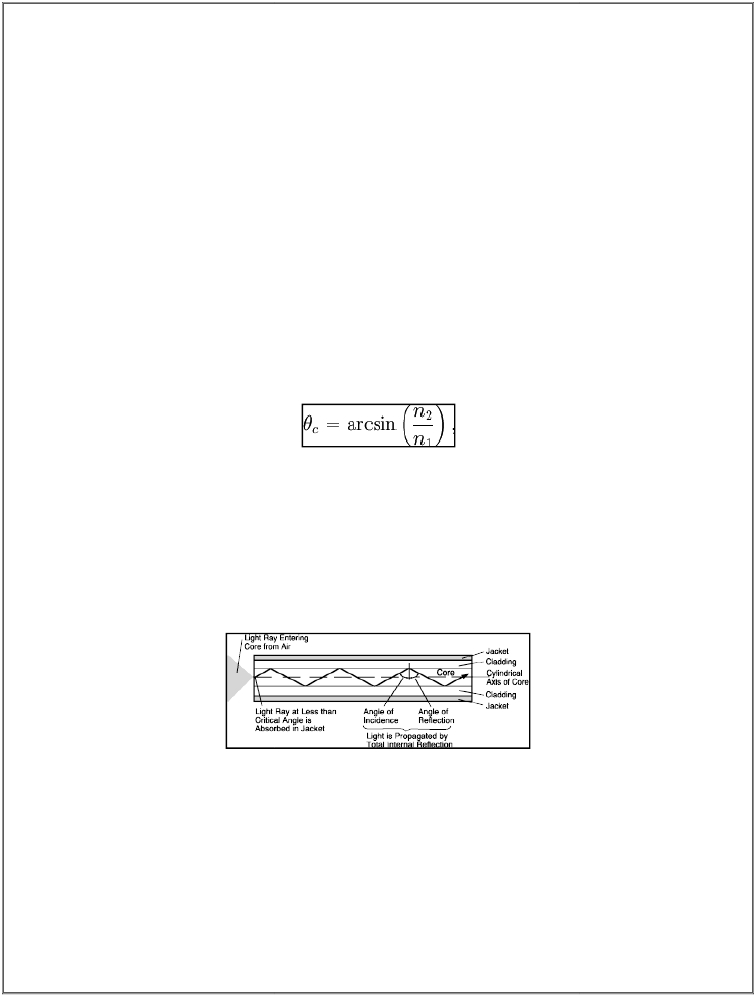 θc = arcsin (n2/n1),
Light Ray Entering
Core from Air
Jacket
Cladding
Core
Cylindrical
Axis of Core
Cladding
Jacket
Light Ray at Less than
Critical Angle is
Absorbed in Jacket
Angle of
Incidence
Angle of
Reflection
Light is Propagated by
Total Internal Reflection